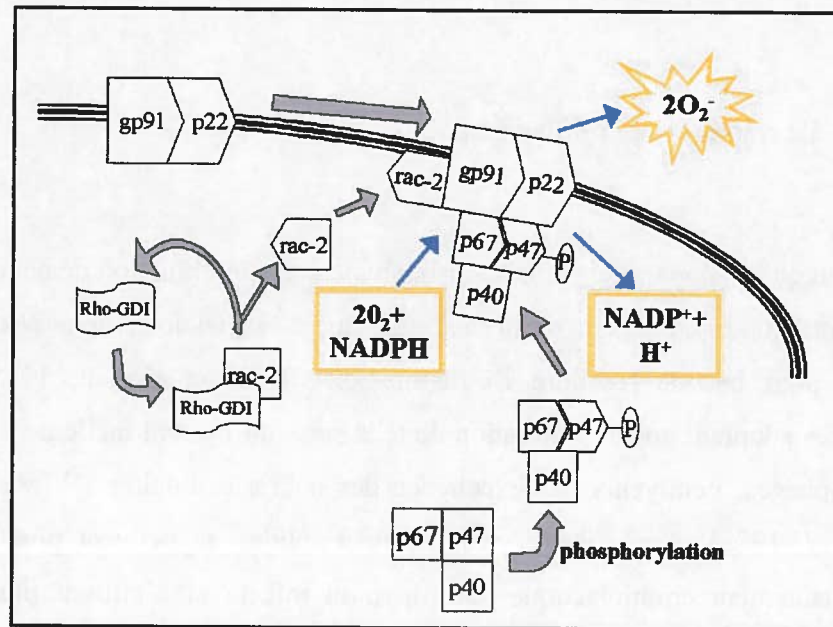 gp91 p22
2O₂⁻
rac-2 gp91 p22
rac-2
p67 p47 P
p40
Rho-GDI
20₂+
NADPH
NADP⁺+
H⁺
rac-2
Rho-GDI
p67 p47 P
p40
p67 p47
p40
phosphorylation